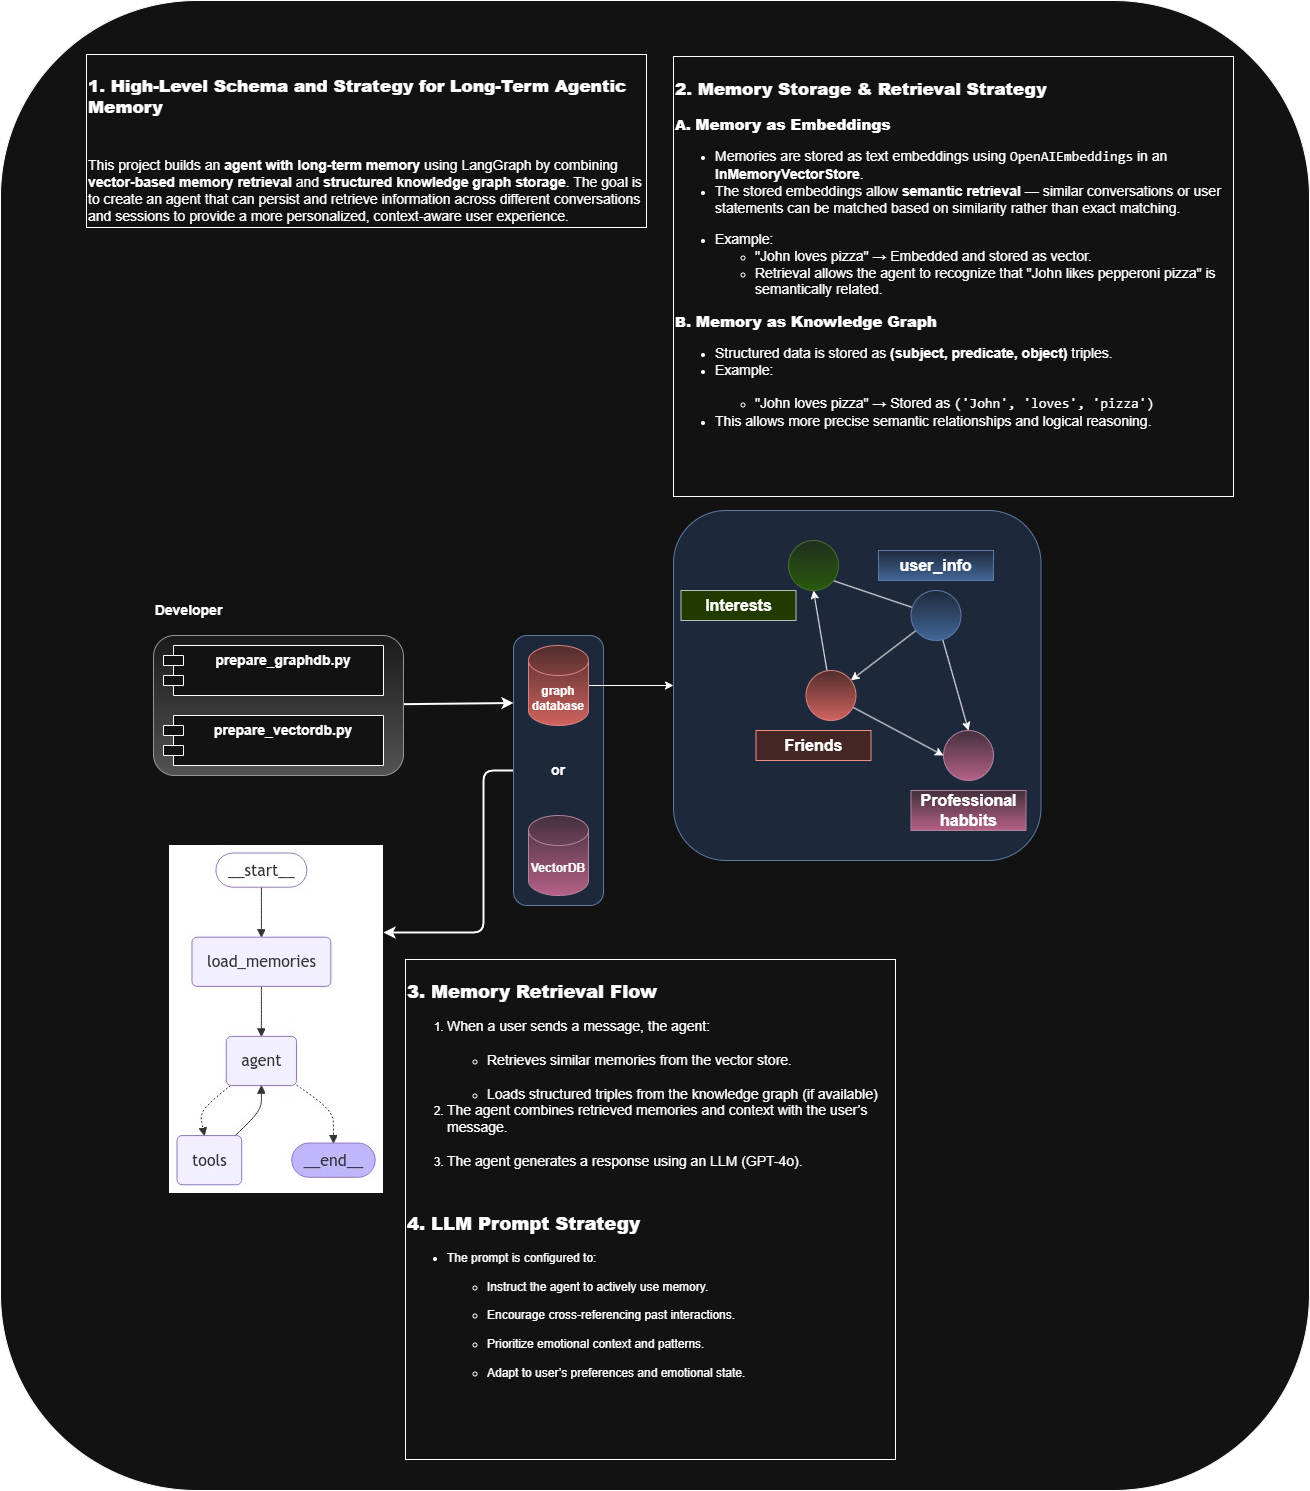 1. High-Level Schema and Strategy for Long-Term Agentic
Memory
This project builds an agent with long-term memory using LangGraph by combining
vector-based memory retrieval and structured knowledge graph storage. The goal is
to create an agent that can persist and retrieve information across different conversations
and sessions to provide a more personalized, context-aware user experience.
2. Memory Storage & Retrieval Strategy
A. Memory as Embeddings
• Memories are stored as text embeddings using OpenAIEmbeddings in an
InMemoryVectorStore.
• The stored embeddings allow semantic retrieval — similar conversations or user
statements can be matched based on similarity rather than exact matching.
• Example:
◦ "John loves pizza" → Embedded and stored as vector.
◦ Retrieval allows the agent to recognize that "John likes pepperoni pizza" is
semantically related.
B. Memory as Knowledge Graph
• Structured data is stored as (subject, predicate, object) triples.
• Example:
◦ "John loves pizza" → Stored as ('John', 'loves', 'pizza')
• This allows more precise semantic relationships and logical reasoning.
Developer
prepare_graphdb.py
prepare_vectordb.py
graph
database
or
VectorDB
user_info
Interests
Friends
Professional
habbits
__start__
load_memories
agent
tools
__end__
3. Memory Retrieval Flow
1. When a user sends a message, the agent:
◦ Retrieves similar memories from the vector store.
◦ Loads structured triples from the knowledge graph (if available)
2. The agent combines retrieved memories and context with the user's
message.
3. The agent generates a response using an LLM (GPT-4o).
4. LLM Prompt Strategy
• The prompt is configured to:
◦ Instruct the agent to actively use memory.
◦ Encourage cross-referencing past interactions.
◦ Prioritize emotional context and patterns.
◦ Adapt to user's preferences and emotional state.